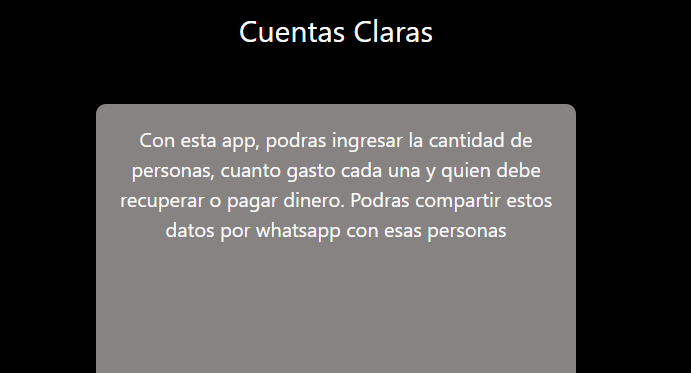 Cuentas Claras
Con esta app, podras ingresar la cantidad de
personas, cuanto gasto cada una y quien debe
recuperar o pagar dinero. Podras compartir estos
datos por whatsapp con esas personas